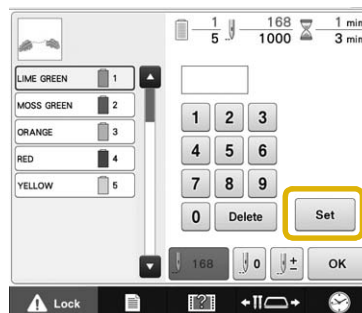 1 168 1 min
5 1000 3 min
LIME GREEN 1
MOSS GREEN 2
ORANGE 3
RED 4
YELLOW 5
1 2 3
4 5 6
7 8 9
0 Delete Set
168 0 ± OK
Lock